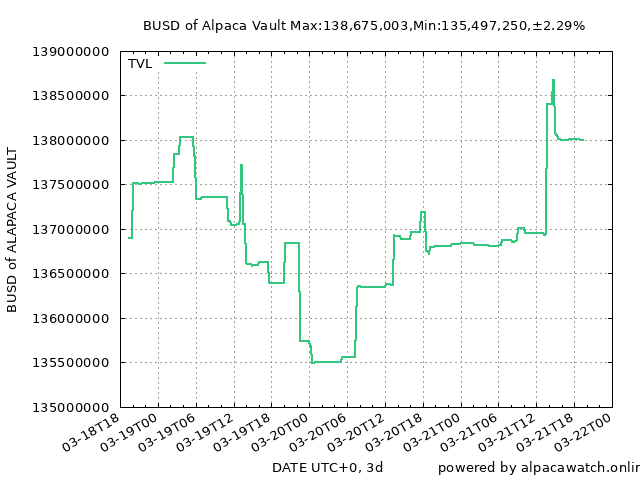 BUSD of Alpaca Vault Max:138,675,003,Min:135,497,250,±2.29%
139000000
138500000
138000000
137500000
137000000
136500000
136000000
135500000
135000000
BUSD of ALAPACA VAULT
TVL
03-18T18
03-19T00
03-19T06
03-19T12
03-19T18
03-20T00
03-20T06
03-20T12
03-20T18
03-21T00
03-21T06
03-21T12
03-21T18
03-22T00
DATE UTC+0, 3d
powered by alpacawatch.onlin